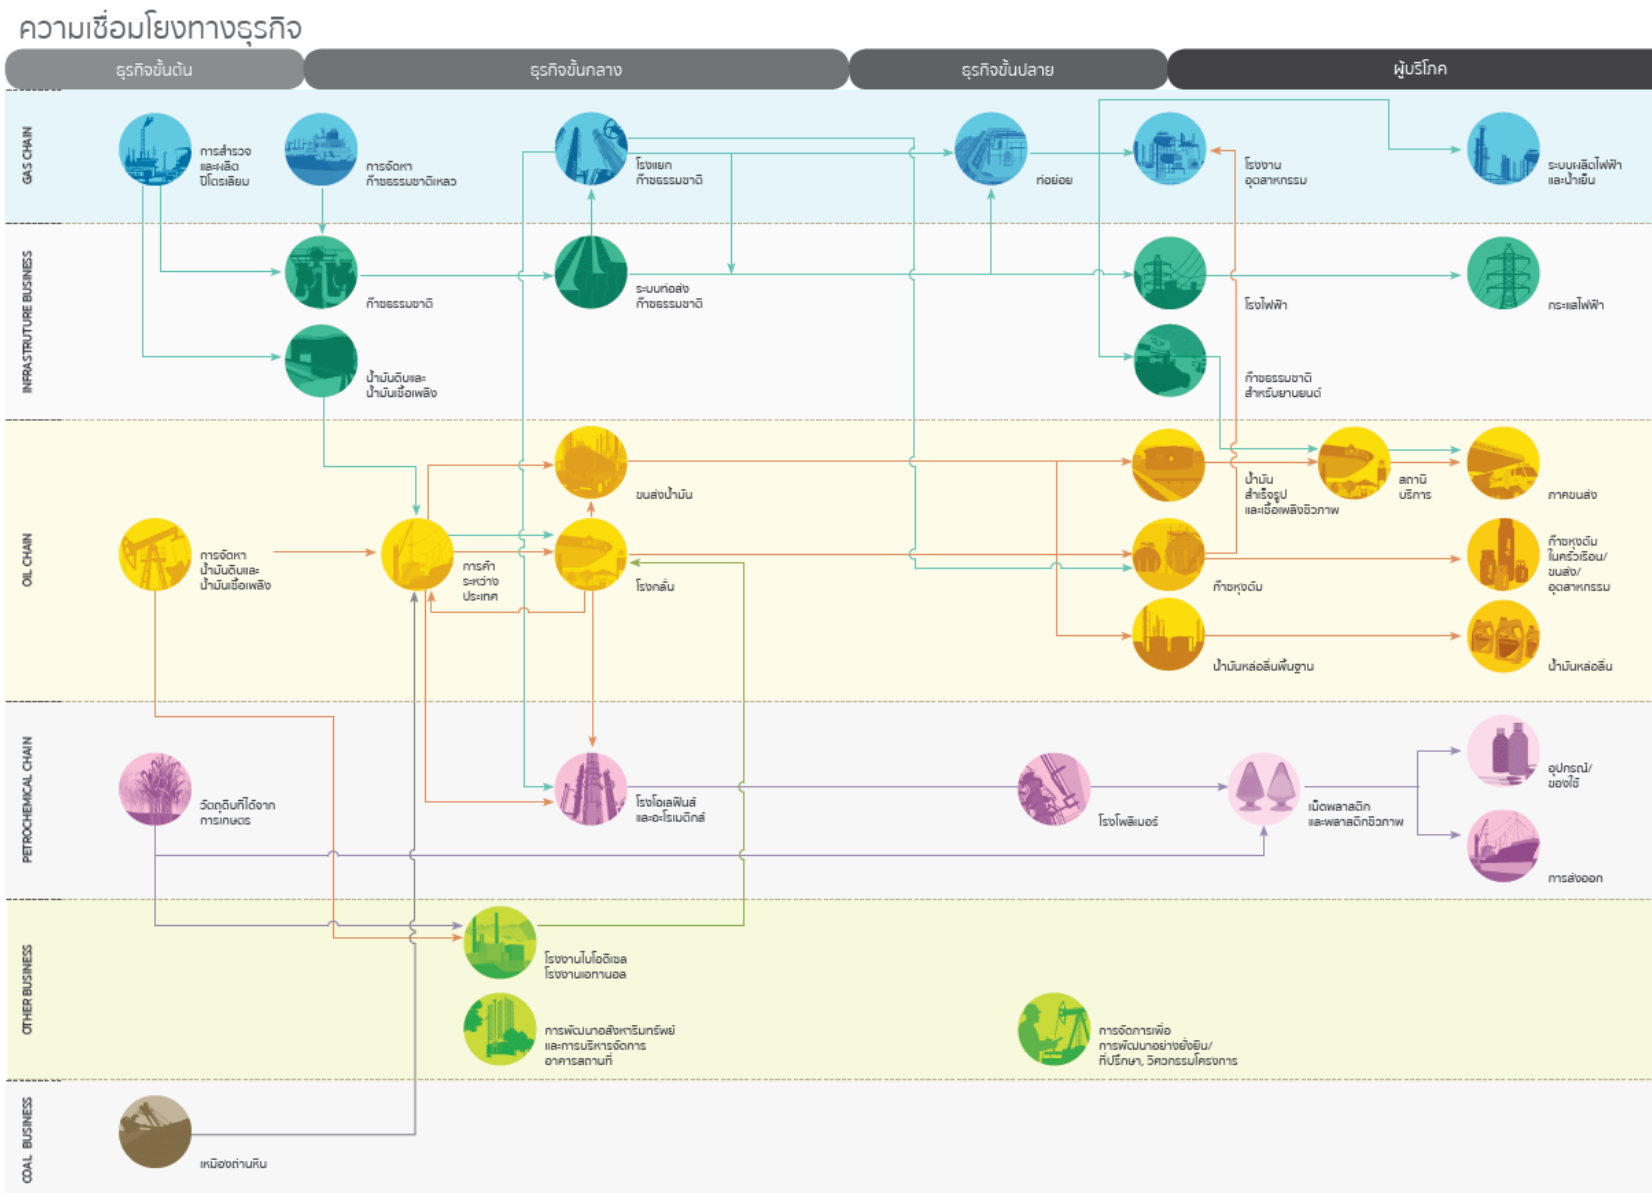 ความเชื่อมโยงทางธุรกิจ
ธุรกิจขั้นต้น
ธุรกิจขั้นกลาง
ธุรกิจขั้นปลาย
ผู้บริโภค
GAS CHAIN
การสำรวจ
และผลิต
ปิโตรเลียม
การจัดหา
ก๊าซธรรมชาติเหลว
โรงแยก
ก๊าซธรรมชาติ
ท่อย่อย
โรงงาน
อุตสาหกรรม
ระบบผลิตไฟฟ้า
และน้ำเย็น
INFRASTRUTURE BUSINESS
ก๊าซธรรมชาติ
ระบบท่อส่ง
ก๊าซธรรมชาติ
โรงไฟฟ้า
กระแสไฟฟ้า
น้ำมันดิบและ
น้ำมันเชื้อเพลิง
ก๊าซธรรมชาติ
สำหรับยานยนต์
OIL CHAIN
ขนส่งน้ำมัน
น้ำมัน
สำเร็จรูป
และเชื้อเพลิงชีวภาพ
สถานี
บริการ
ภาคขนส่ง
การจัดหา
น้ำมันดิบและ
น้ำมันเชื้อเพลิง
การค้า
ระหว่าง
ประเทศ
โรงกลั่น
ก๊าซหุงต้ม
ก๊าซหุงต้ม
ในครัวเรือน/
ขนส่ง/
อุตสาหกรรม
น้ำมันหล่อลื่นพื้นฐาน
น้ำมันหล่อลื่น
PETROCHEMICAL CHAIN
วัตถุดิบที่ได้จาก
การเกษตร
โรงโอเลฟินส์
และอะโรเมติกส์
โรงโพลิเมอร์
เม็ดพลาสติก
และพลาสติกชีวภาพ
อุปกรณ์/
ของใช้
การส่งออก
OTHER BUSINESS
โรงงานไบโอดีเซล
โรงงานเอทานอล
การพัฒนาอสังหาริมทรัพย์
และการบริหารจัดการ
อาคารสถานที่
การจัดการเพื่อ
การพัฒนาอย่างยั่งยืน/
ที่ปรึกษา, วิศวกรรมโครงการ
COAL BUSINESS
เหมืองถ่านหิน